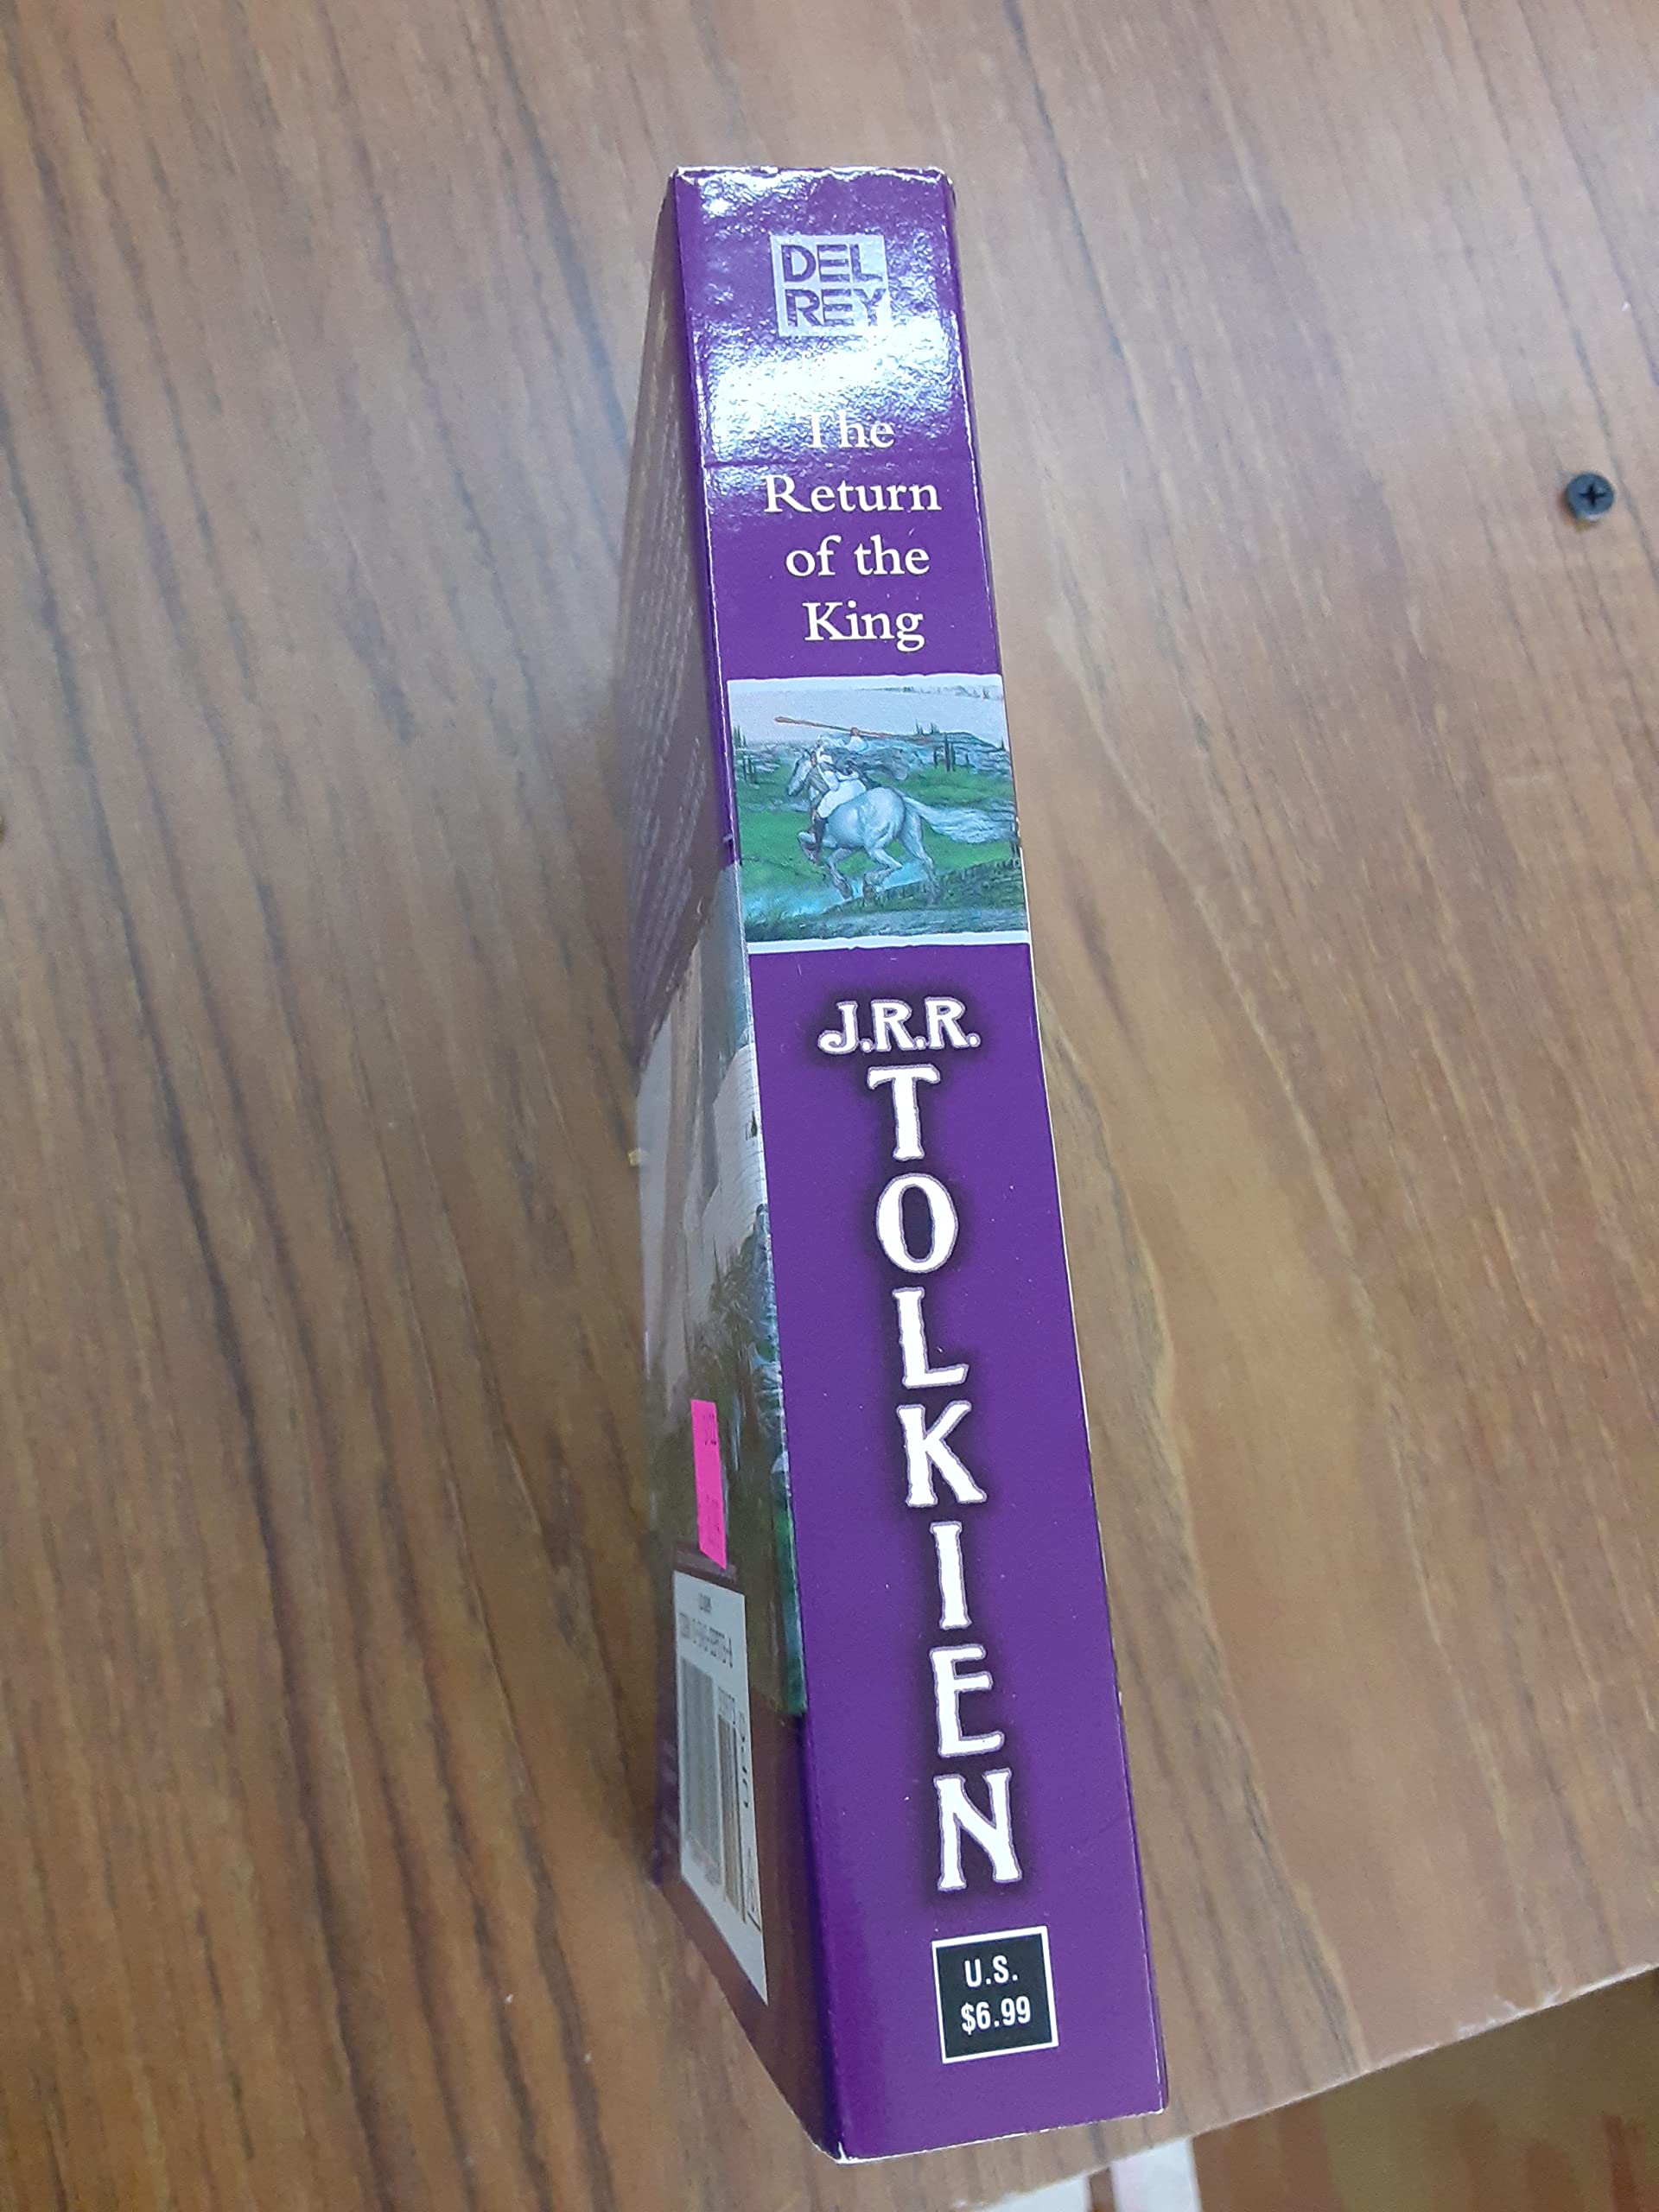 DEL
REY
The
Return
of the
King
J.R.R.
TOLKIEN
U.S.
$6.99